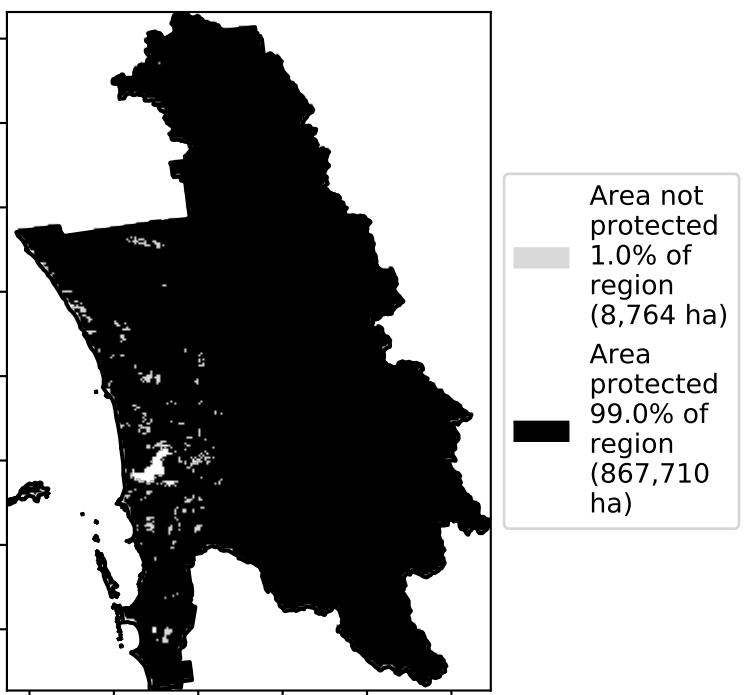 Area not
protected
1.0% of
region
(8,764 ha)
Area
protected
99.0% of
region
(867,710
ha)